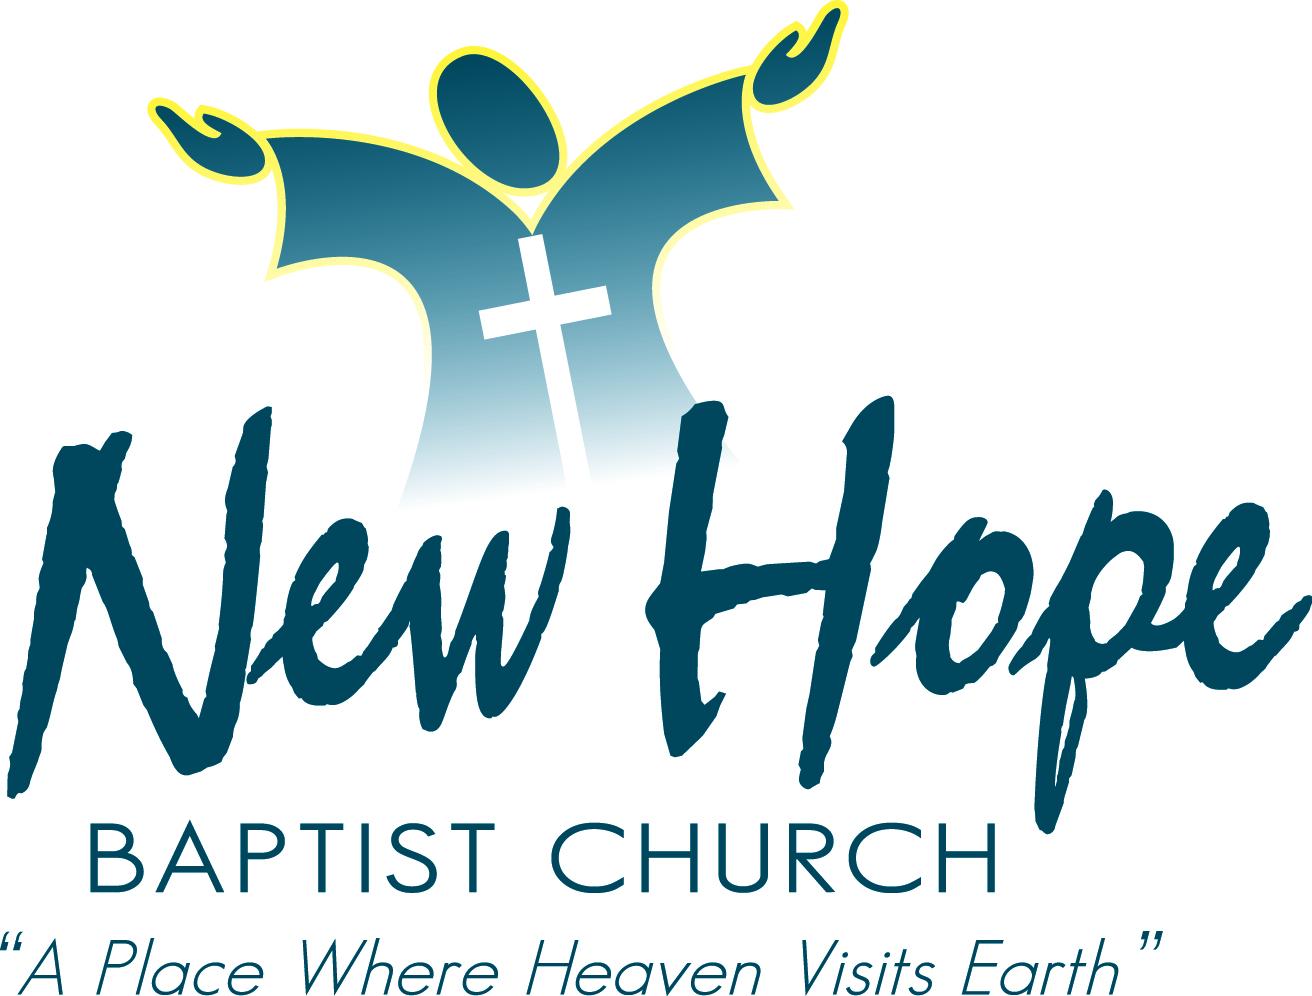 New Hope
BAPTIST CHURCH
“A Place Where Heaven Visits Earth”